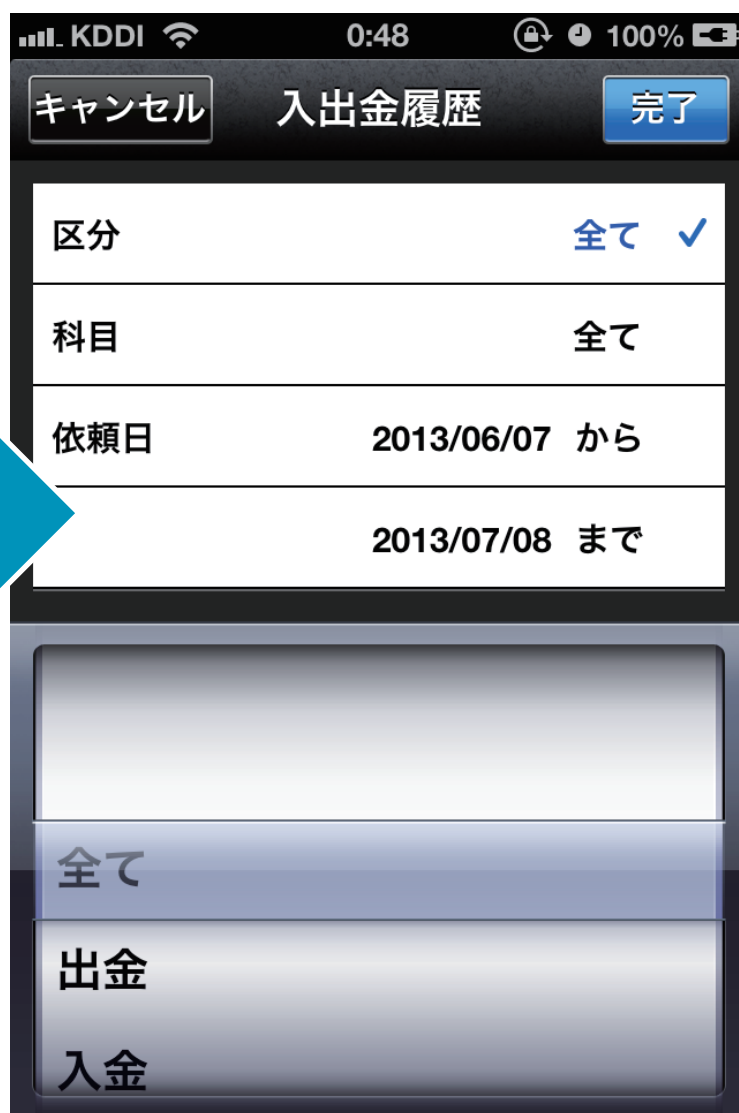 KDDI 0:48 100%
キャンセル 入出金履歴 完了
区分 全て
科目 全て
依頼日 2013/06/07 から
2013/07/08 まで
全て
出金
入金